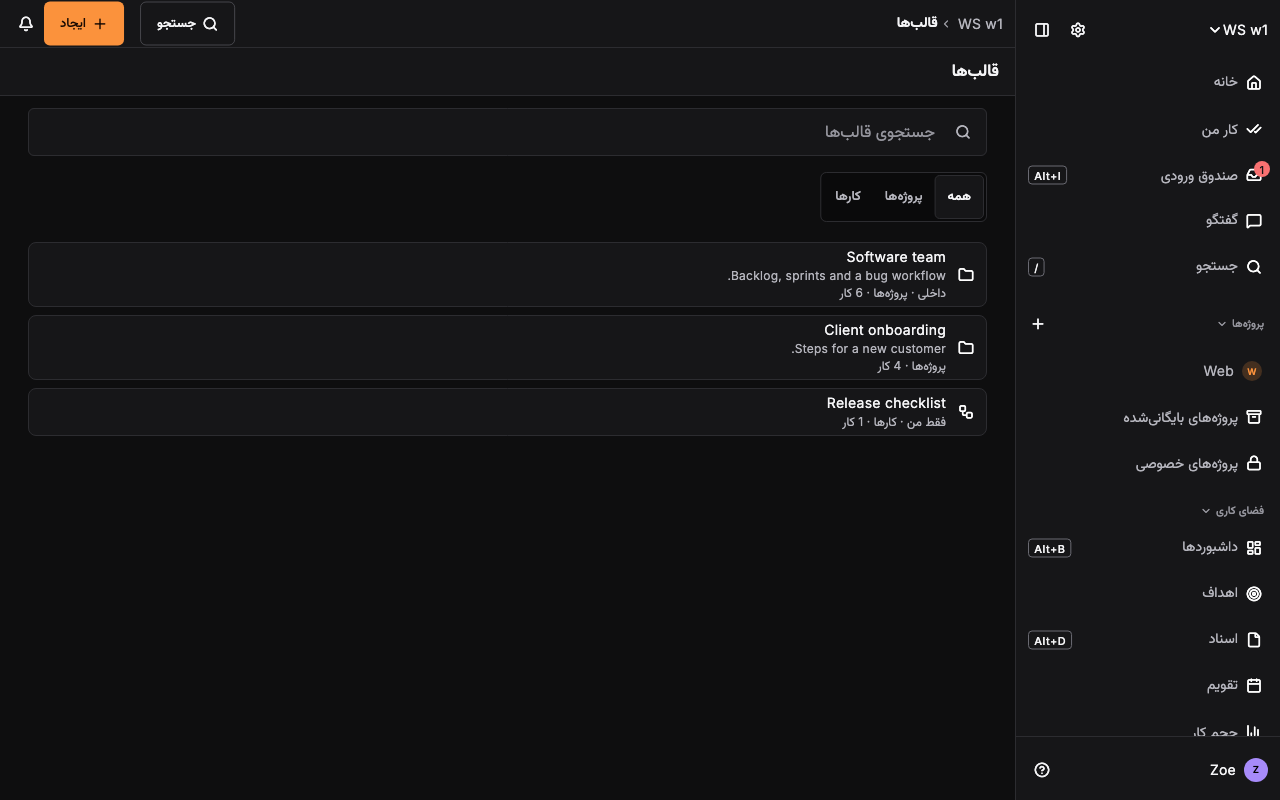 WS w1
خانه
کار من
1
صندوق ورودی
Alt+I
گفتگو
جستجو
/
پروژه‌ها
W
Web
پروژه‌های بایگانی‌شده
پروژه‌های خصوصی
فضای کاری
داشبوردها
Alt+B
اهداف
اسناد
Alt+D
تقویم
حجم کار
Z
Zoe
WS w1 › قالب‌ها
جستجو
ایجاد
قالب‌ها
جستجوی قالب‌ها
همه
پروژه‌ها
کارها
Software team
Backlog, sprints and a bug workflow.
داخلی · پروژه‌ها · 6 کار
Client onboarding
Steps for a new customer.
پروژه‌ها · 4 کار
Release checklist
فقط من · کارها · 1 کار